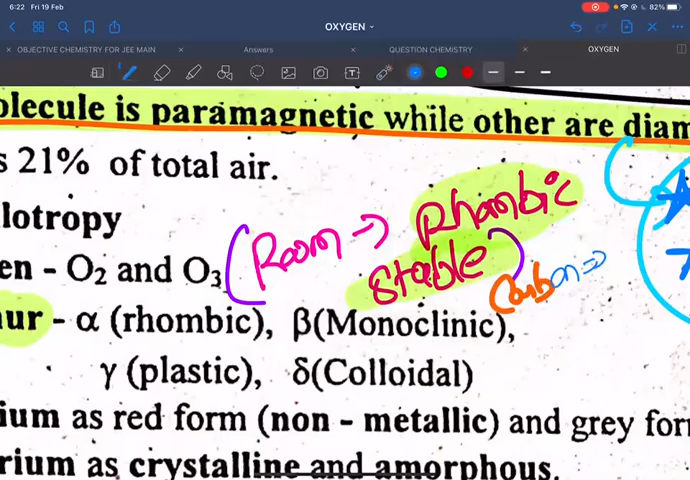 6:22 Fri 19 Feb
82%
OXYGEN
OBJECTIVE CHEMISTRY FOR JEE MAIN
Answers
QUESTION CHEMISTRY
OXYGEN
olecule is paramagnetic while other are diam
s 21% of total air.
lotropy
en - O₂ and O₃
(Room → Rhombic
stable)
Carbon ⇒
ur - α (rhombic), β(Monoclinic),
γ (plastic), δ(Colloidal)
ium as red form (non - metallic) and grey for
rium as crystalline and amorphous.